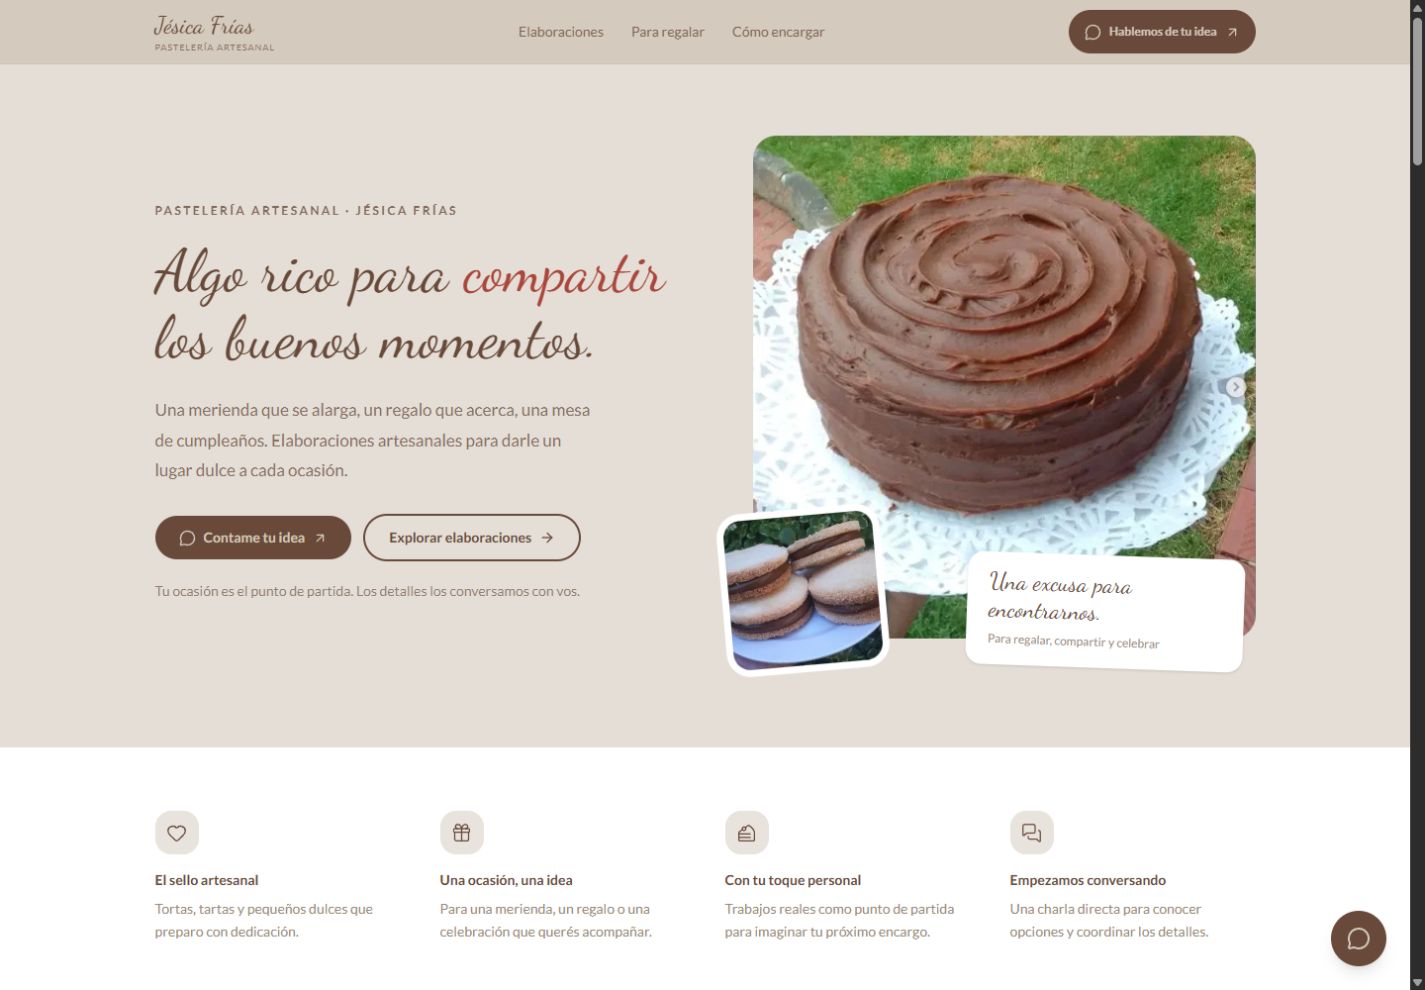 Jésica Frías
PASTELERÍA ARTESANAL
Elaboraciones
Para regalar
Cómo encargar
Hablemos de tu idea
PASTELERÍA ARTESANAL · JÉSICA FRÍAS
Algo rico para compartir
los buenos momentos.
Una merienda que se alarga, un regalo que acerca, una mesa
de cumpleaños. Elaboraciones artesanales para darle un
lugar dulce a cada ocasión.
Contame tu idea
Explorar elaboraciones
Tu ocasión es el punto de partida. Los detalles los conversamos con vos.
Una excusa para
encontrarnos.
Para regalar, compartir y celebrar
El sello artesanal
Tortas, tartas y pequeños dulces que
preparo con dedicación.
Una ocasión, una idea
Para una merienda, un regalo o una
celebración que querés acompañar.
Con tu toque personal
Trabajos reales como punto de partida
para imaginar tu próximo encargo.
Empezamos conversando
Una charla directa para conocer
opciones y coordinar los detalles.